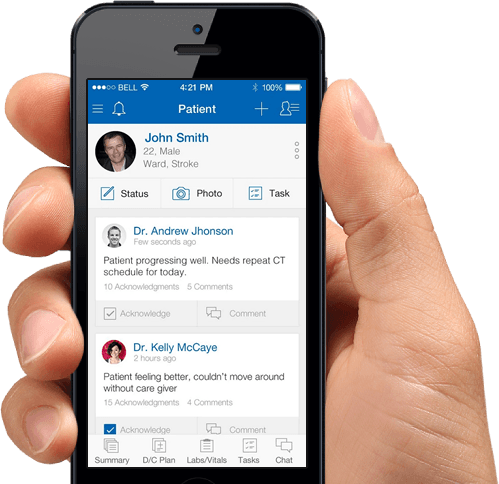 BELL 4:21 PM 100%
Patient
John Smith
22, Male
Ward, Stroke
Status Photo Task
Dr. Andrew Jhonson
Few seconds ago
Patient progressing well. Needs repeat CT
schedule for today.
10 Acknowledgments 5 Comments
Acknowledge Comment
Dr. Kelly McCaye
2 hours ago
Patient feeling better, couldn't move around
without care giver
15 Acknowledgments 4 Comments
Acknowledge Comment
Summary D/C Plan Labs/Vitals Tasks Chat